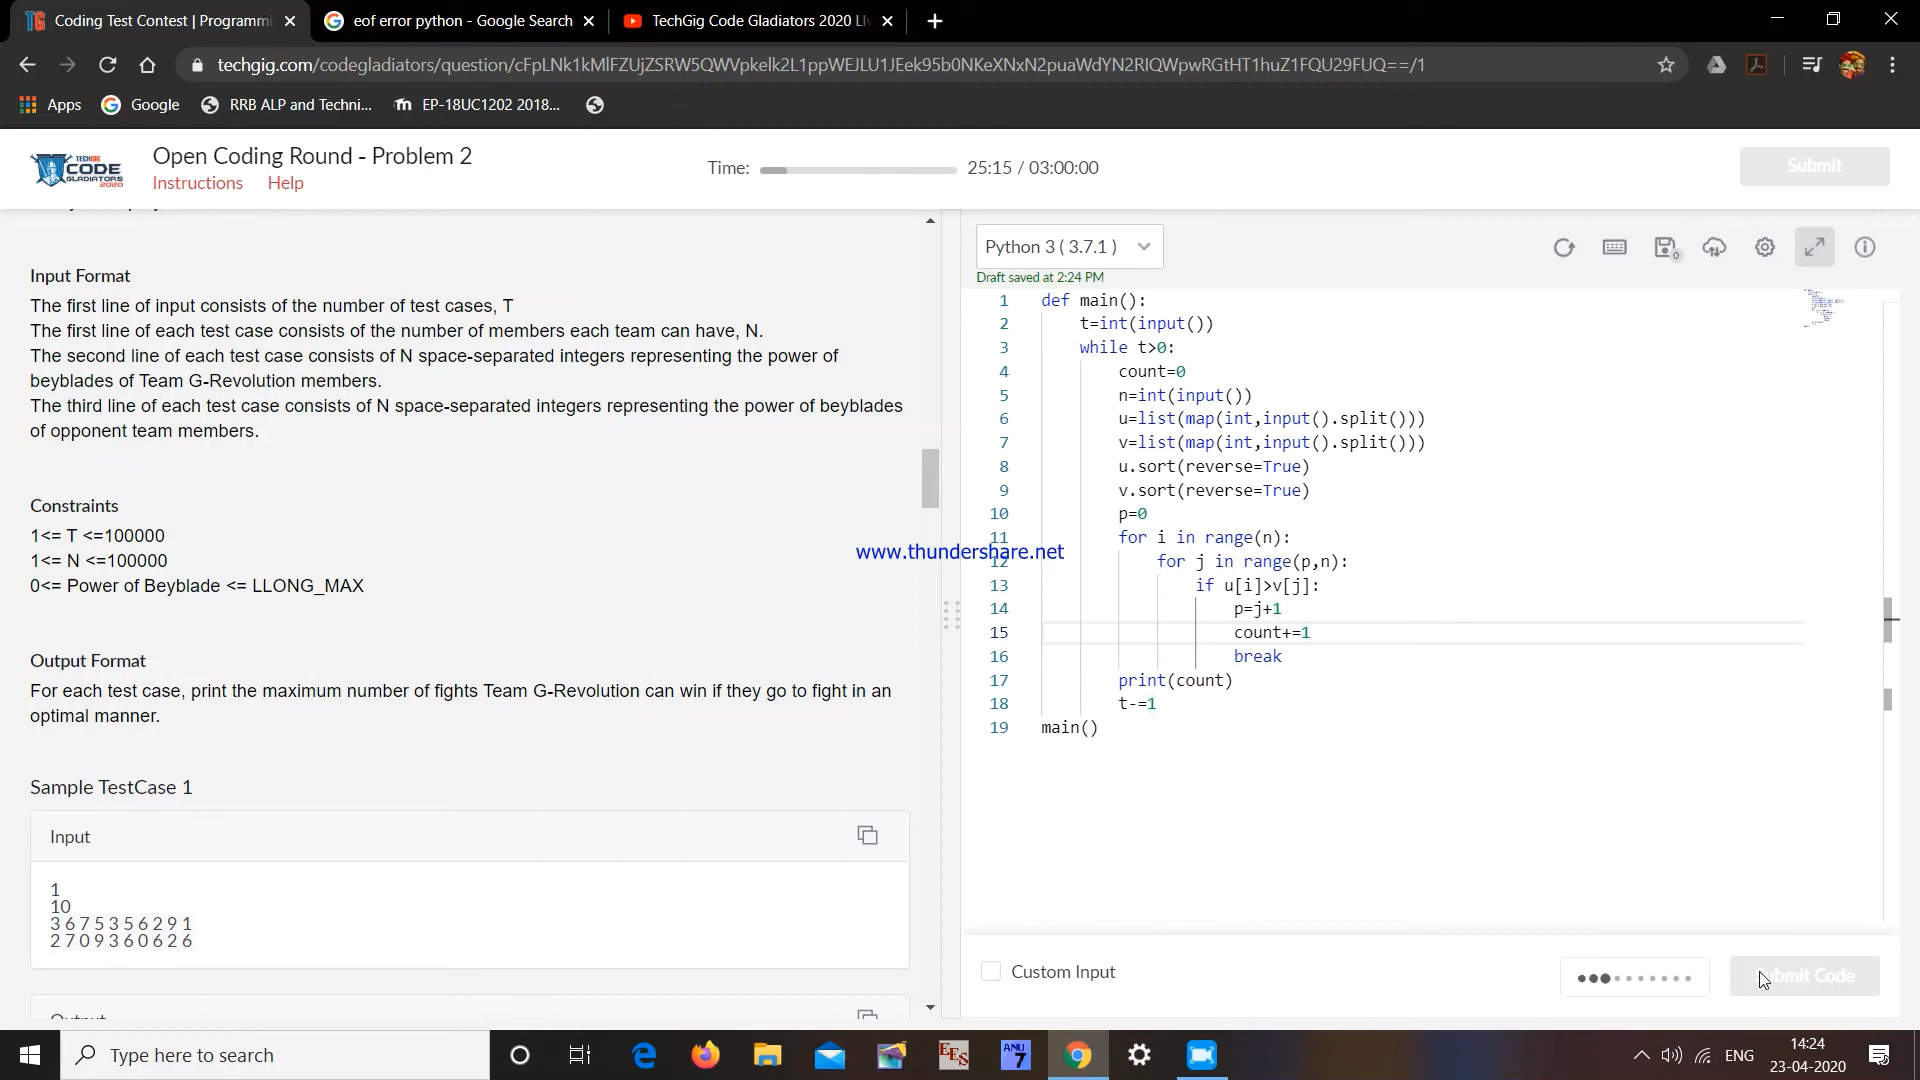 Coding Test Contest | Programmi
eof error python - Google Search
TechGig Code Gladiators 2020 Li
techgig.com/codegladiators/question/
Apps
Google
RRB ALP and Techni...
EP-18UC1202 2018...
TECHGIG
CODE
GLADIATORS
2020
Open Coding Round - Problem 2
Instructions Help
Time: 25:15 / 03:00:00
Submit
Input Format
The first line of input consists of the number of test cases, T
The first line of each test case consists of the number of members each team can have, N.
The second line of each test case consists of N space-separated integers representing the power of
beyblades of Team G-Revolution members.
The third line of each test case consists of N space-separated integers representing the power of beyblades
of opponent team members.
Constraints
1<= T <=100000
1<= N <=100000
0<= Power of Beyblade <= LLONG_MAX
Output Format
For each test case, print the maximum number of fights Team G-Revolution can win if they go to fight in an
optimal manner.
Sample TestCase 1
Input
1
10
3 6 7 5 3 5 6 2 9 1
2 7 0 9 3 6 0 6 2 6
Output
Python 3 ( 3.7.1 )
0
Draft saved at 2:24 PM
1 def main():
2 t=int(input())
3 while t>0:
4 count=0
5 n=int(input())
6 u=list(map(int,input().split()))
7 v=list(map(int,input().split()))
8 u.sort(reverse=True)
9 v.sort(reverse=True)
10 p=0
11 for i in range(n):
www.thundershare.net
12 for j in range(p,n):
13 if u[i]>v[j]:
14 p=j+1
15 count+=1
16 break
17 print(count)
18 t-=1
19 main()
Custom Input
Submit Code
Type here to search
EES
ANU
7
ENG
14:24
23-04-2020